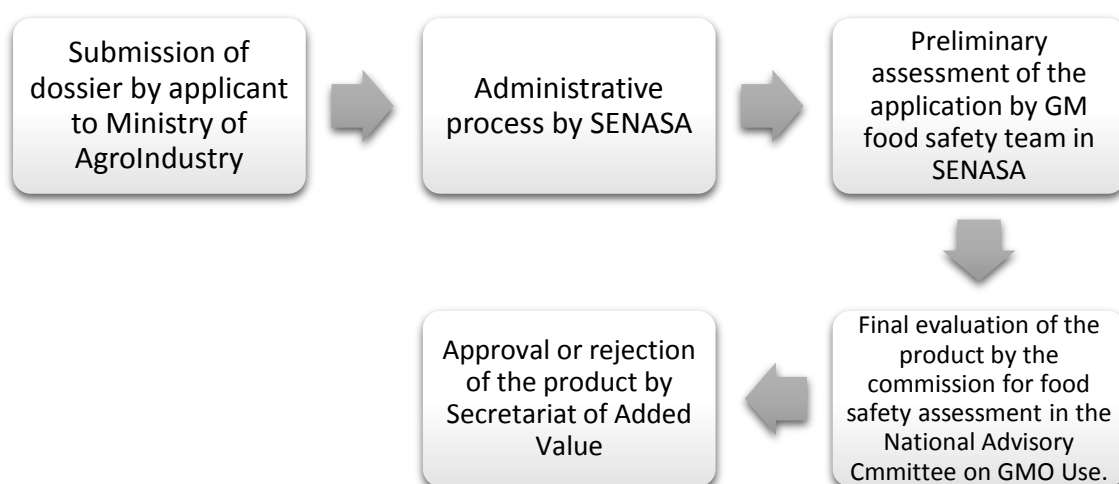 Submission of
dossier by applicant
to Ministry of
AgroIndustry
Administrative
process by SENASA
Preliminary
assessment of the
application by GM
food safety team in
SENASA
Final evaluation of the
product by the
commission for food
safety assessment in the
National Advisory
Cmmittee on GMO Use.
Approval or rejection
of the product by
Secretariat of Added
Value